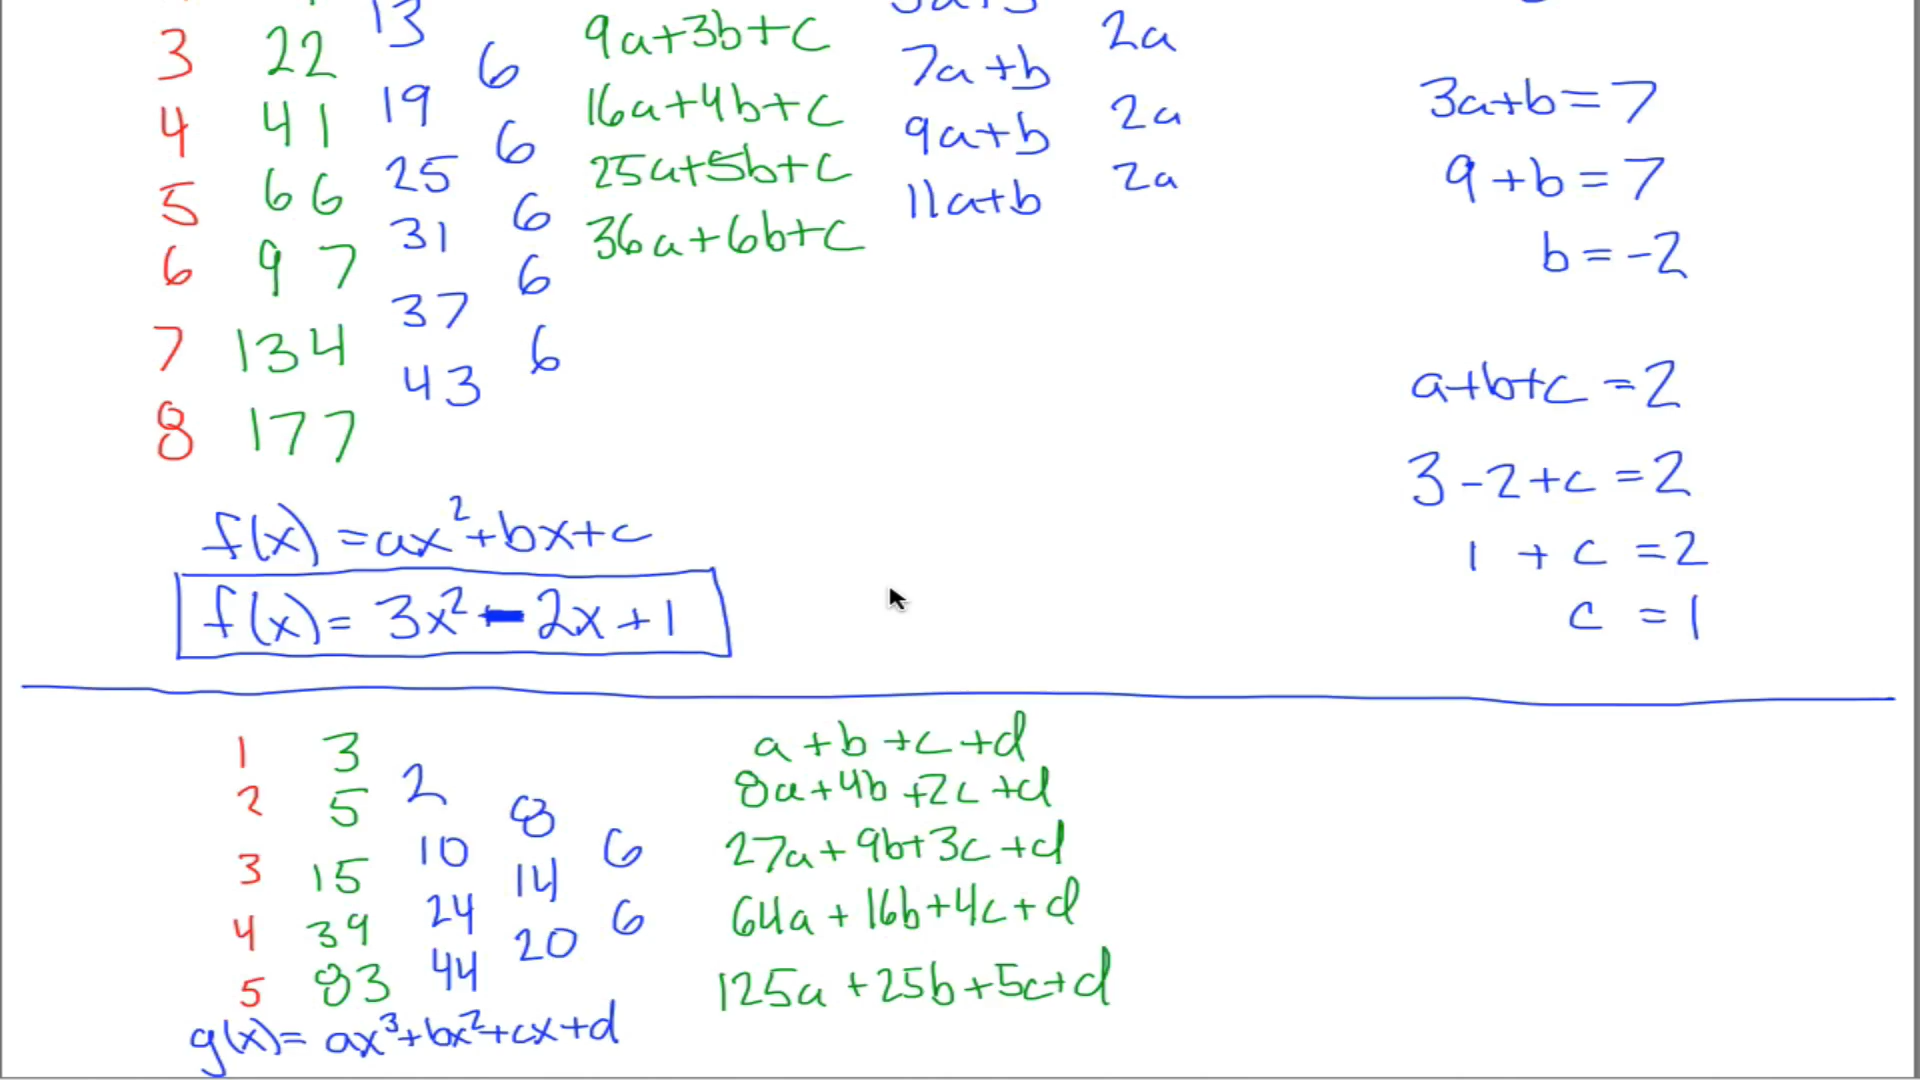 13
3 22 9a+3b+c 2a
6 7a+b
19 3a+b=7
4 41 16a+4b+c 2a
6 9a+b
25 9+b=7
5 66 25a+5b+c 2a
6 11a+b
31 b=-2
6 97 36a+6b+c
6
37
7 134
6
43 a+b+c=2
8 177
3-2+c=2
f(x)=ax²+bx+c
1+c=2
f(x)=3x²-2x+1
c=1
1 3 a+b+c+d
2
2 5 8a+4b+2c+d
8
10 6
3 15 27a+9b+3c+d
14
24 6
4 39 64a+16b+4c+d
20
44
5 83 125a+25b+5c+d
g(x)=ax³+bx²+cx+d